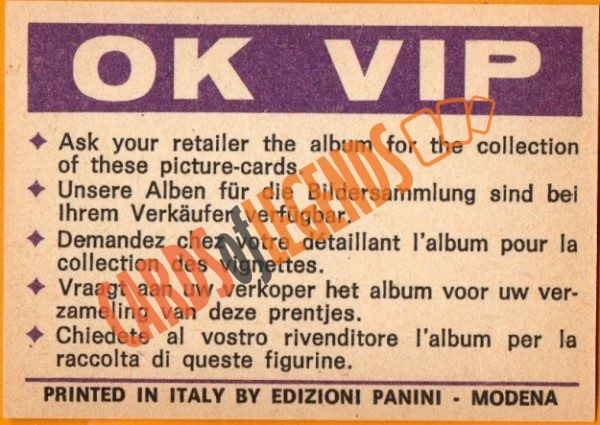 OK VIP
Ask your retailer the album for the collection
of these picture-cards.
Unsere Alben für die Bildersammlung sind bei
Ihrem Verkäufer verfügbar.
Demandez chez votre détaillant l'album pour la
collection des vignettes.
Vraagt aan uw verkoper het album voor uw ver-
zameling van deze prentjes.
Chiedete al vostro rivenditore l'album per la
raccolta di queste figurine.
PRINTED IN ITALY BY EDIZIONI PANINI - MODENA
CARDS of LEGENDS